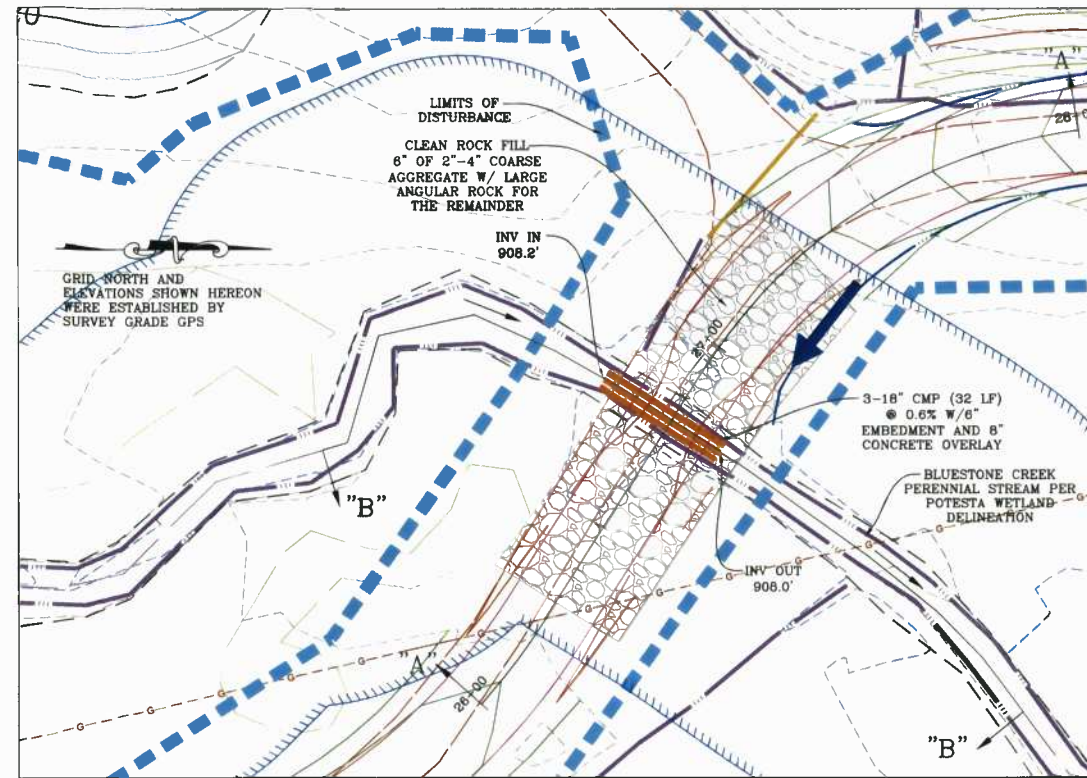 LIMITS OF
DISTURBANCE
"A"
28+00
CLEAN ROCK FILL
6" OF 2"-4" COARSE
AGGREGATE W/ LARGE
ANGULAR ROCK FOR
THE REMAINDER
INV IN
908.2'
GRID NORTH AND
ELEVATIONS SHOWN HEREON
WERE ESTABLISHED BY
SURVEY GRADE GPS
27+00
3-18" CMP (32 LF)
@ 0.6% W/6"
EMBEDMENT AND 8"
CONCRETE OVERLAY
BLUESTONE CREEK
PERENNIAL STREAM PER
POTESTA WETLAND
DELINEATION
"B"
INV OUT
908.0'
G
G
G
G
G
G
G
G
"A"
26+00
"B"